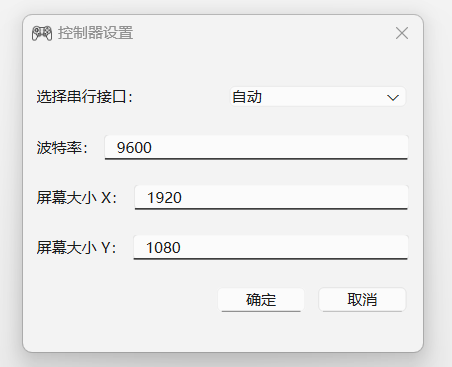 控制器设置
选择串行接口： 自动
波特率： 9600
屏幕大小 X： 1920
屏幕大小 Y： 1080
确定 取消